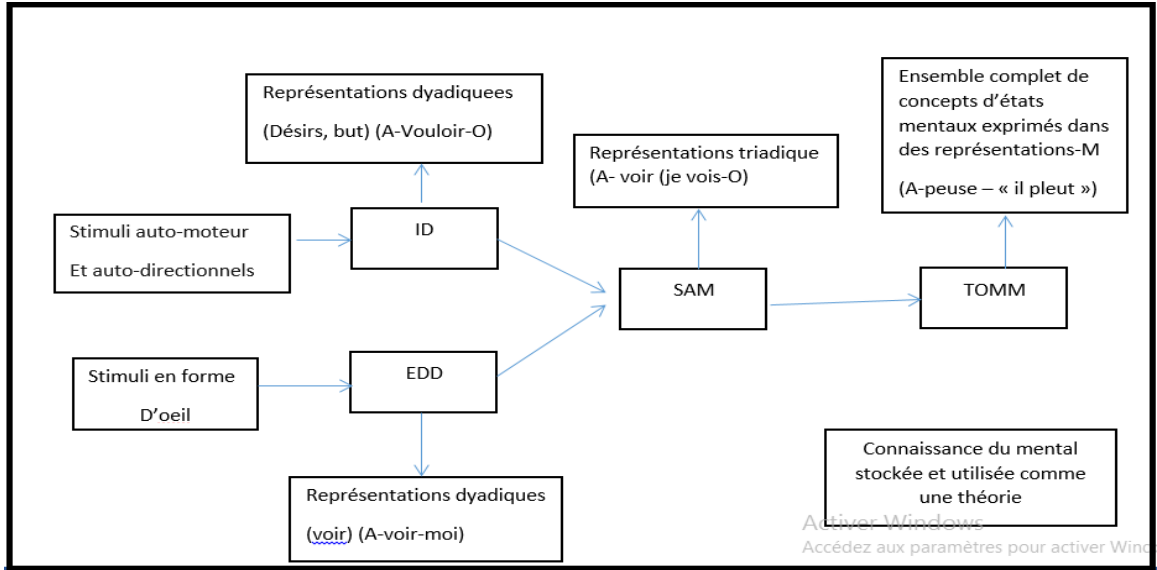 Représentations dyadiquees
(Désirs, but) (A-Vouloir-O)
Ensemble complet de
concepts d'états
mentaux exprimés dans
des représentations-M
(A-peuse – « il pleut »)
Représentations triadique
(A- voir (je vois-O)
Stimuli auto-moteur
Et auto-directionnels
ID
SAM
TOMM
Stimuli en forme
D'oeil
EDD
Représentations dyadiques
(voir) (A-voir-moi)
Connaissance du mental
stockée et utilisée comme
une théorie
Activer Windows
Accédez aux paramètres pour activer Wind